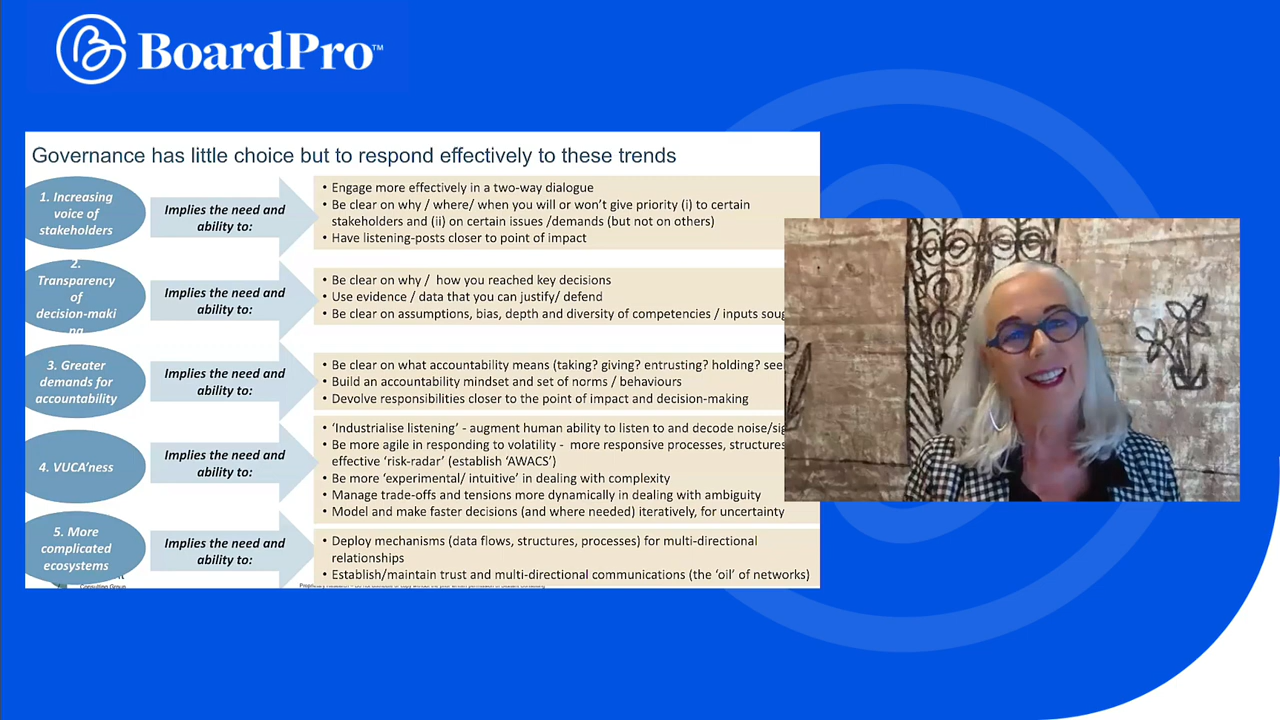 BoardPro™
Governance has little choice but to respond effectively to these trends
1. Increasing
voice of
stakeholders
Implies the need and
ability to:
• Engage more effectively in a two-way dialogue
• Be clear on why / where/ when you will or won't give priority (i) to certain
stakeholders and (ii) on certain issues /demands (but not on others)
• Have listening-posts closer to point of impact
2.
Transparency
of
decision-maki
ng
Implies the need and
ability to:
• Be clear on why / how you reached key decisions
• Use evidence / data that you can justify/ defend
• Be clear on assumptions, bias, depth and diversity of competencies / inputs
3. Greater
demands for
accountability
Implies the need and
ability to:
• Be clear on what accountability means (taking? giving? entrusting? holding?
• Build an accountability mindset and set of norms / behaviours
• Devolve responsibilities closer to the point of impact and decision-making
4. VUCA'ness
Implies the need and
ability to:
• 'Industrialise listening' - augment human ability to listen to and decode
• Be more agile in responding to volatility - more responsive processes, structures
effective 'risk-radar' (establish 'AWACS')
• Be more 'experimental/ intuitive' in dealing with complexity
• Manage trade-offs and tensions more dynamically in dealing with ambiguity
• Model and make faster decisions (and where needed) iteratively, for uncertainty
5. More
complicated
ecosystems
Implies the need and
ability to:
• Deploy mechanisms (data flows, structures, processes) for multi-directional
relationships
• Establish/maintain trust and multi-directional communications (the 'oil' of networks)
Consulting Group